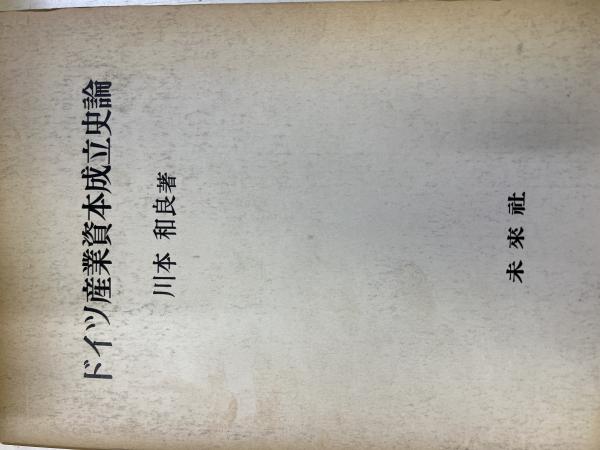 ドイツ産業資本成立史論
川本 和良著
未來社